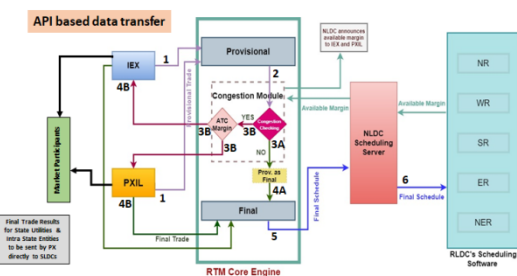 API based data transfer
IEX
1
4B
Provisional
Provisional Trade
2
NLDC announces
available margin
to IEX and PXIL
Congestion Module
YES
ATC
Margin
3B
3B
3B
Congestion
Checking
3A
NO
Prov. as
Final
4A
Final
5
Market Participants
PXIL
4B
1
Final Trade
Final Trade Results
for State Utilities &
Intra State Entities
to be sent by PX
directly to SLDCs
RTM Core Engine
Available Margin
Final Schedule
NLDC
Scheduling
Server
Available Margin
6
Final Schedule
NR
WR
SR
ER
NER
RLDC's Scheduling
Software